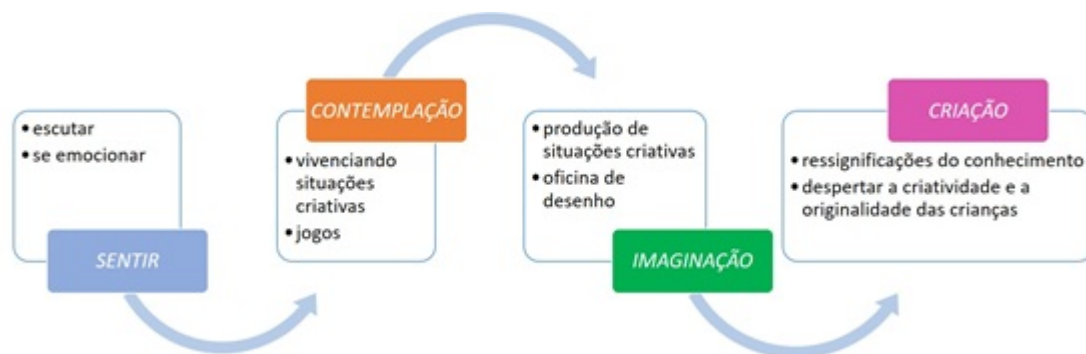 • escutar
• se emocionar
SENTIR
CONTEMPLAÇÃO
• vivenciando
situações
criativas
• jogos
• produção de
situações criativas
• oficina de
desenho
IMAGINAÇÃO
CRIAÇÃO
• ressignificações do conhecimento
• despertar a criatividade e a
originalidade das crianças